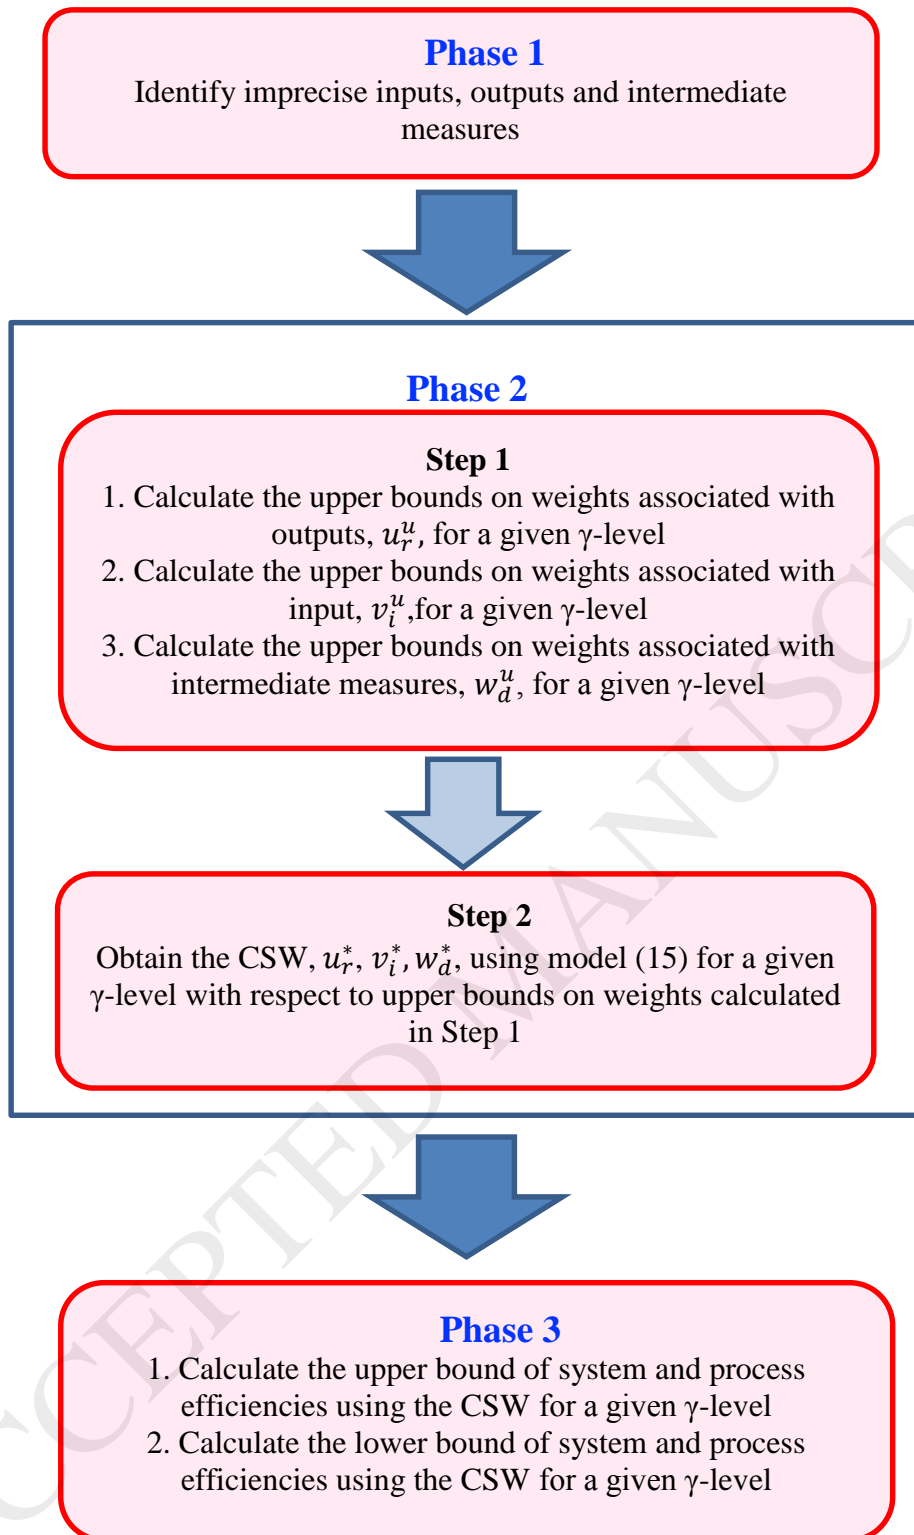 Phase 1
Identify imprecise inputs, outputs and intermediate
measures
Phase 2
Step 1
1. Calculate the upper bounds on weights associated with
outputs, $u_r^u$, for a given γ-level
2. Calculate the upper bounds on weights associated with
input, $v_i^u$,for a given γ-level
3. Calculate the upper bounds on weights associated with
intermediate measures, $w_d^u$, for a given γ-level
Step 2
Obtain the CSW, $u_r^*$, $v_i^*$, $w_d^*$, using model (15) for a given
γ-level with respect to upper bounds on weights calculated
in Step 1
Phase 3
1. Calculate the upper bound of system and process
efficiencies using the CSW for a given γ-level
2. Calculate the lower bound of system and process
efficiencies using the CSW for a given γ-level
CCEPTED MANUSCRIP